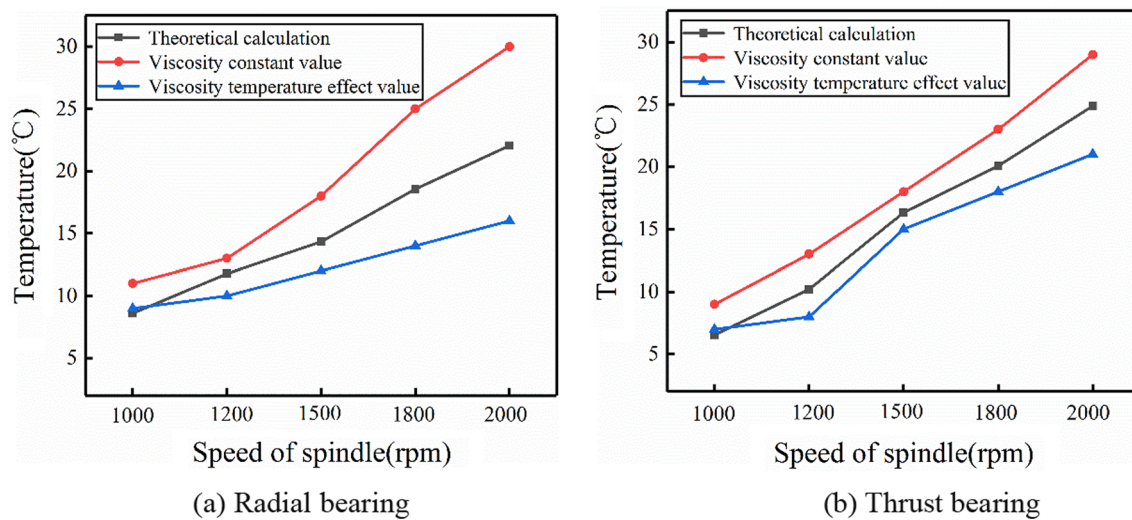 Theoretical calculation
Viscosity constant value
Viscosity temperature effect value
30
25
20
15
10
5
Temperature(℃)
1000 1200 1500 1800 2000
Speed of spindle(rpm)
(a) Radial bearing
Theoretical calculation
Viscosity constant value
Viscosity temperature effect value
30
25
20
15
10
5
Temperature(℃)
1000 1200 1500 1800 2000
Speed of spindle(rpm)
(b) Thrust bearing